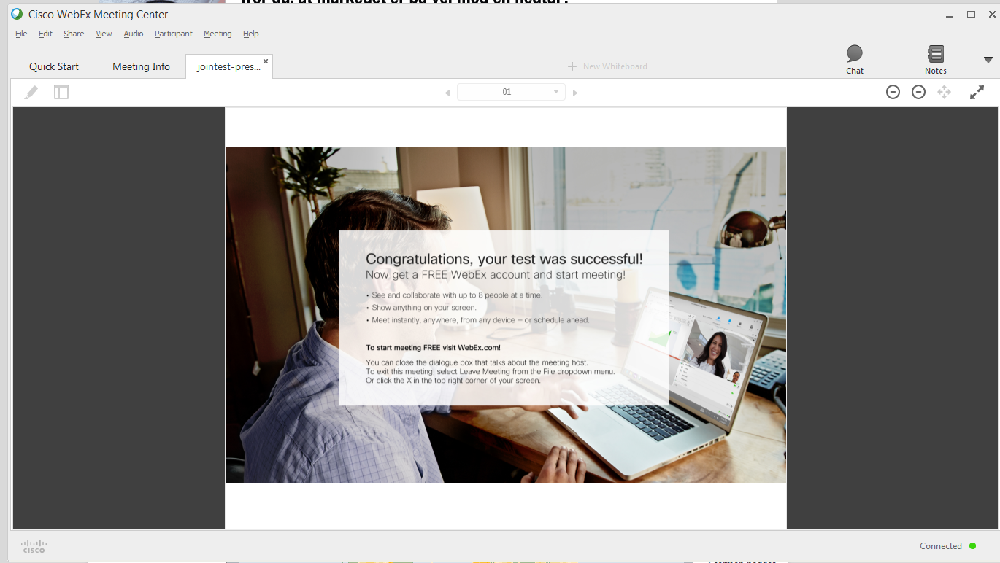 Cisco WebEx Meeting Center
File Edit Share View Audio Participant Meeting Help
Quick Start Meeting Info jointest-pres... New Whiteboard
Chat Notes
01
Congratulations, your test was successful!
Now get a FREE WebEx account and start meeting!
• See and collaborate with up to 8 people at a time.
• Show anything on your screen.
• Meet instantly, anywhere, from any device – or schedule ahead.
To start meeting FREE visit WebEx.com!
You can close the dialogue box that talks about the meeting host.
To exit this meeting, select Leave Meeting from the File dropdown menu.
Or click the X in the top right corner of your screen.
CISCO
Connected